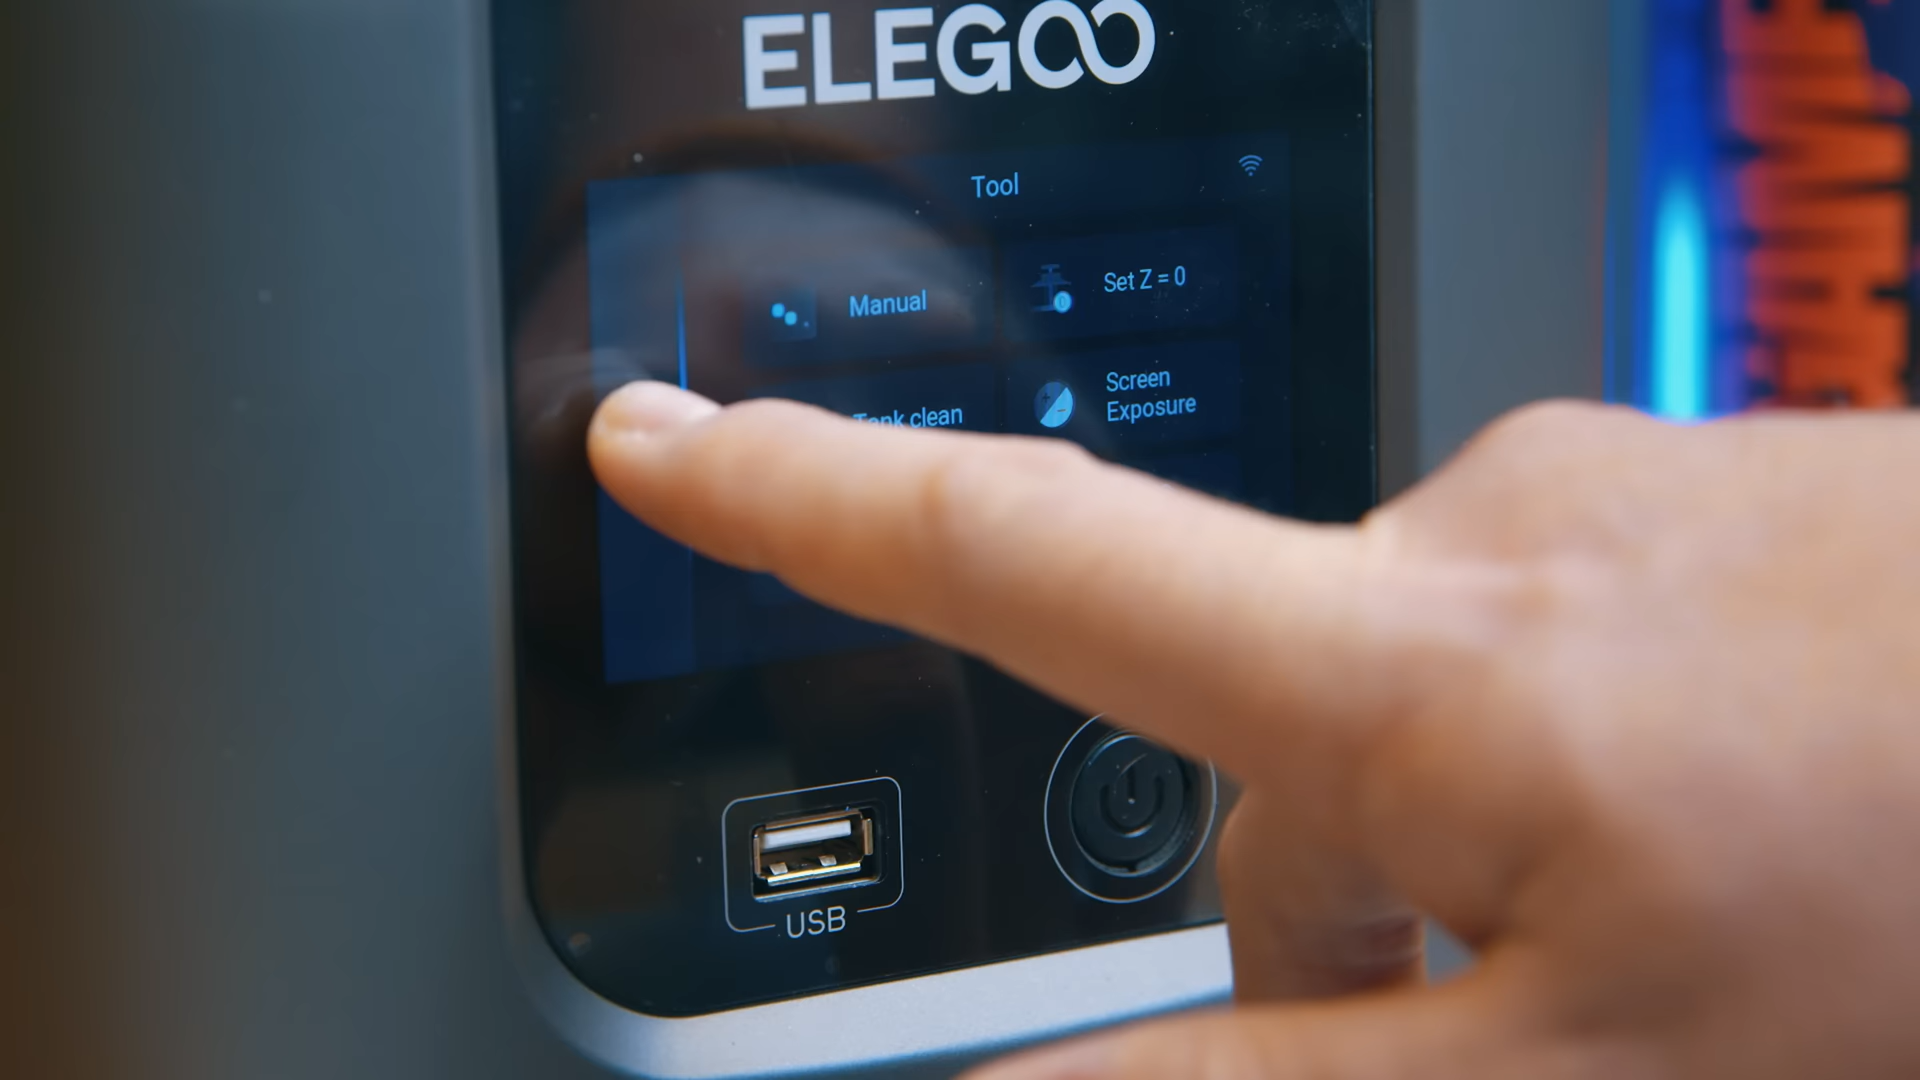 ELEGOO
Tool
Manual
Set Z = 0
Tank clean
Screen
Exposure
USB